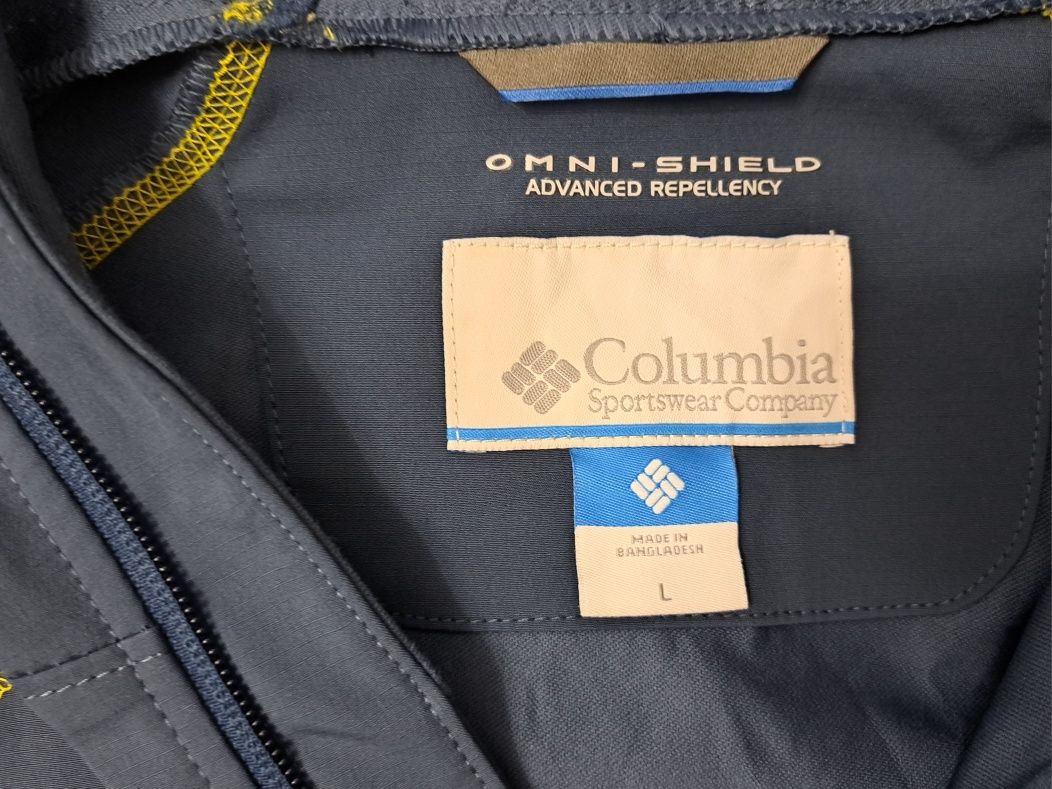 OMNI-SHIELD
ADVANCED REPELLENCY
Columbia
Sportswear Company
MADE IN
BANGLADESH
L